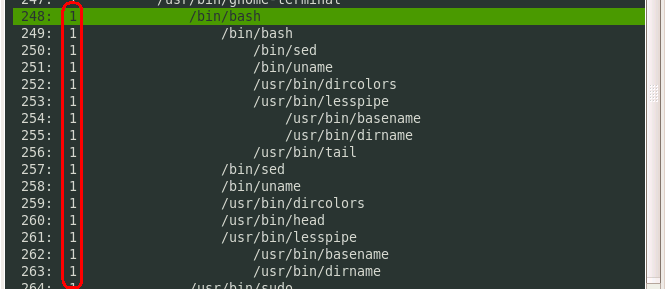 247: 1 /usr/bin/gnome-terminal
248: 1 /bin/bash
249: 1 /bin/bash
250: 1 /bin/sed
251: 1 /bin/uname
252: 1 /usr/bin/dircolors
253: 1 /usr/bin/lesspipe
254: 1 /usr/bin/basename
255: 1 /usr/bin/dirname
256: 1 /usr/bin/tail
257: 1 /bin/sed
258: 1 /bin/uname
259: 1 /usr/bin/dircolors
260: 1 /usr/bin/head
261: 1 /usr/bin/lesspipe
262: 1 /usr/bin/basename
263: 1 /usr/bin/dirname
264: 1 /usr/bin/sudo